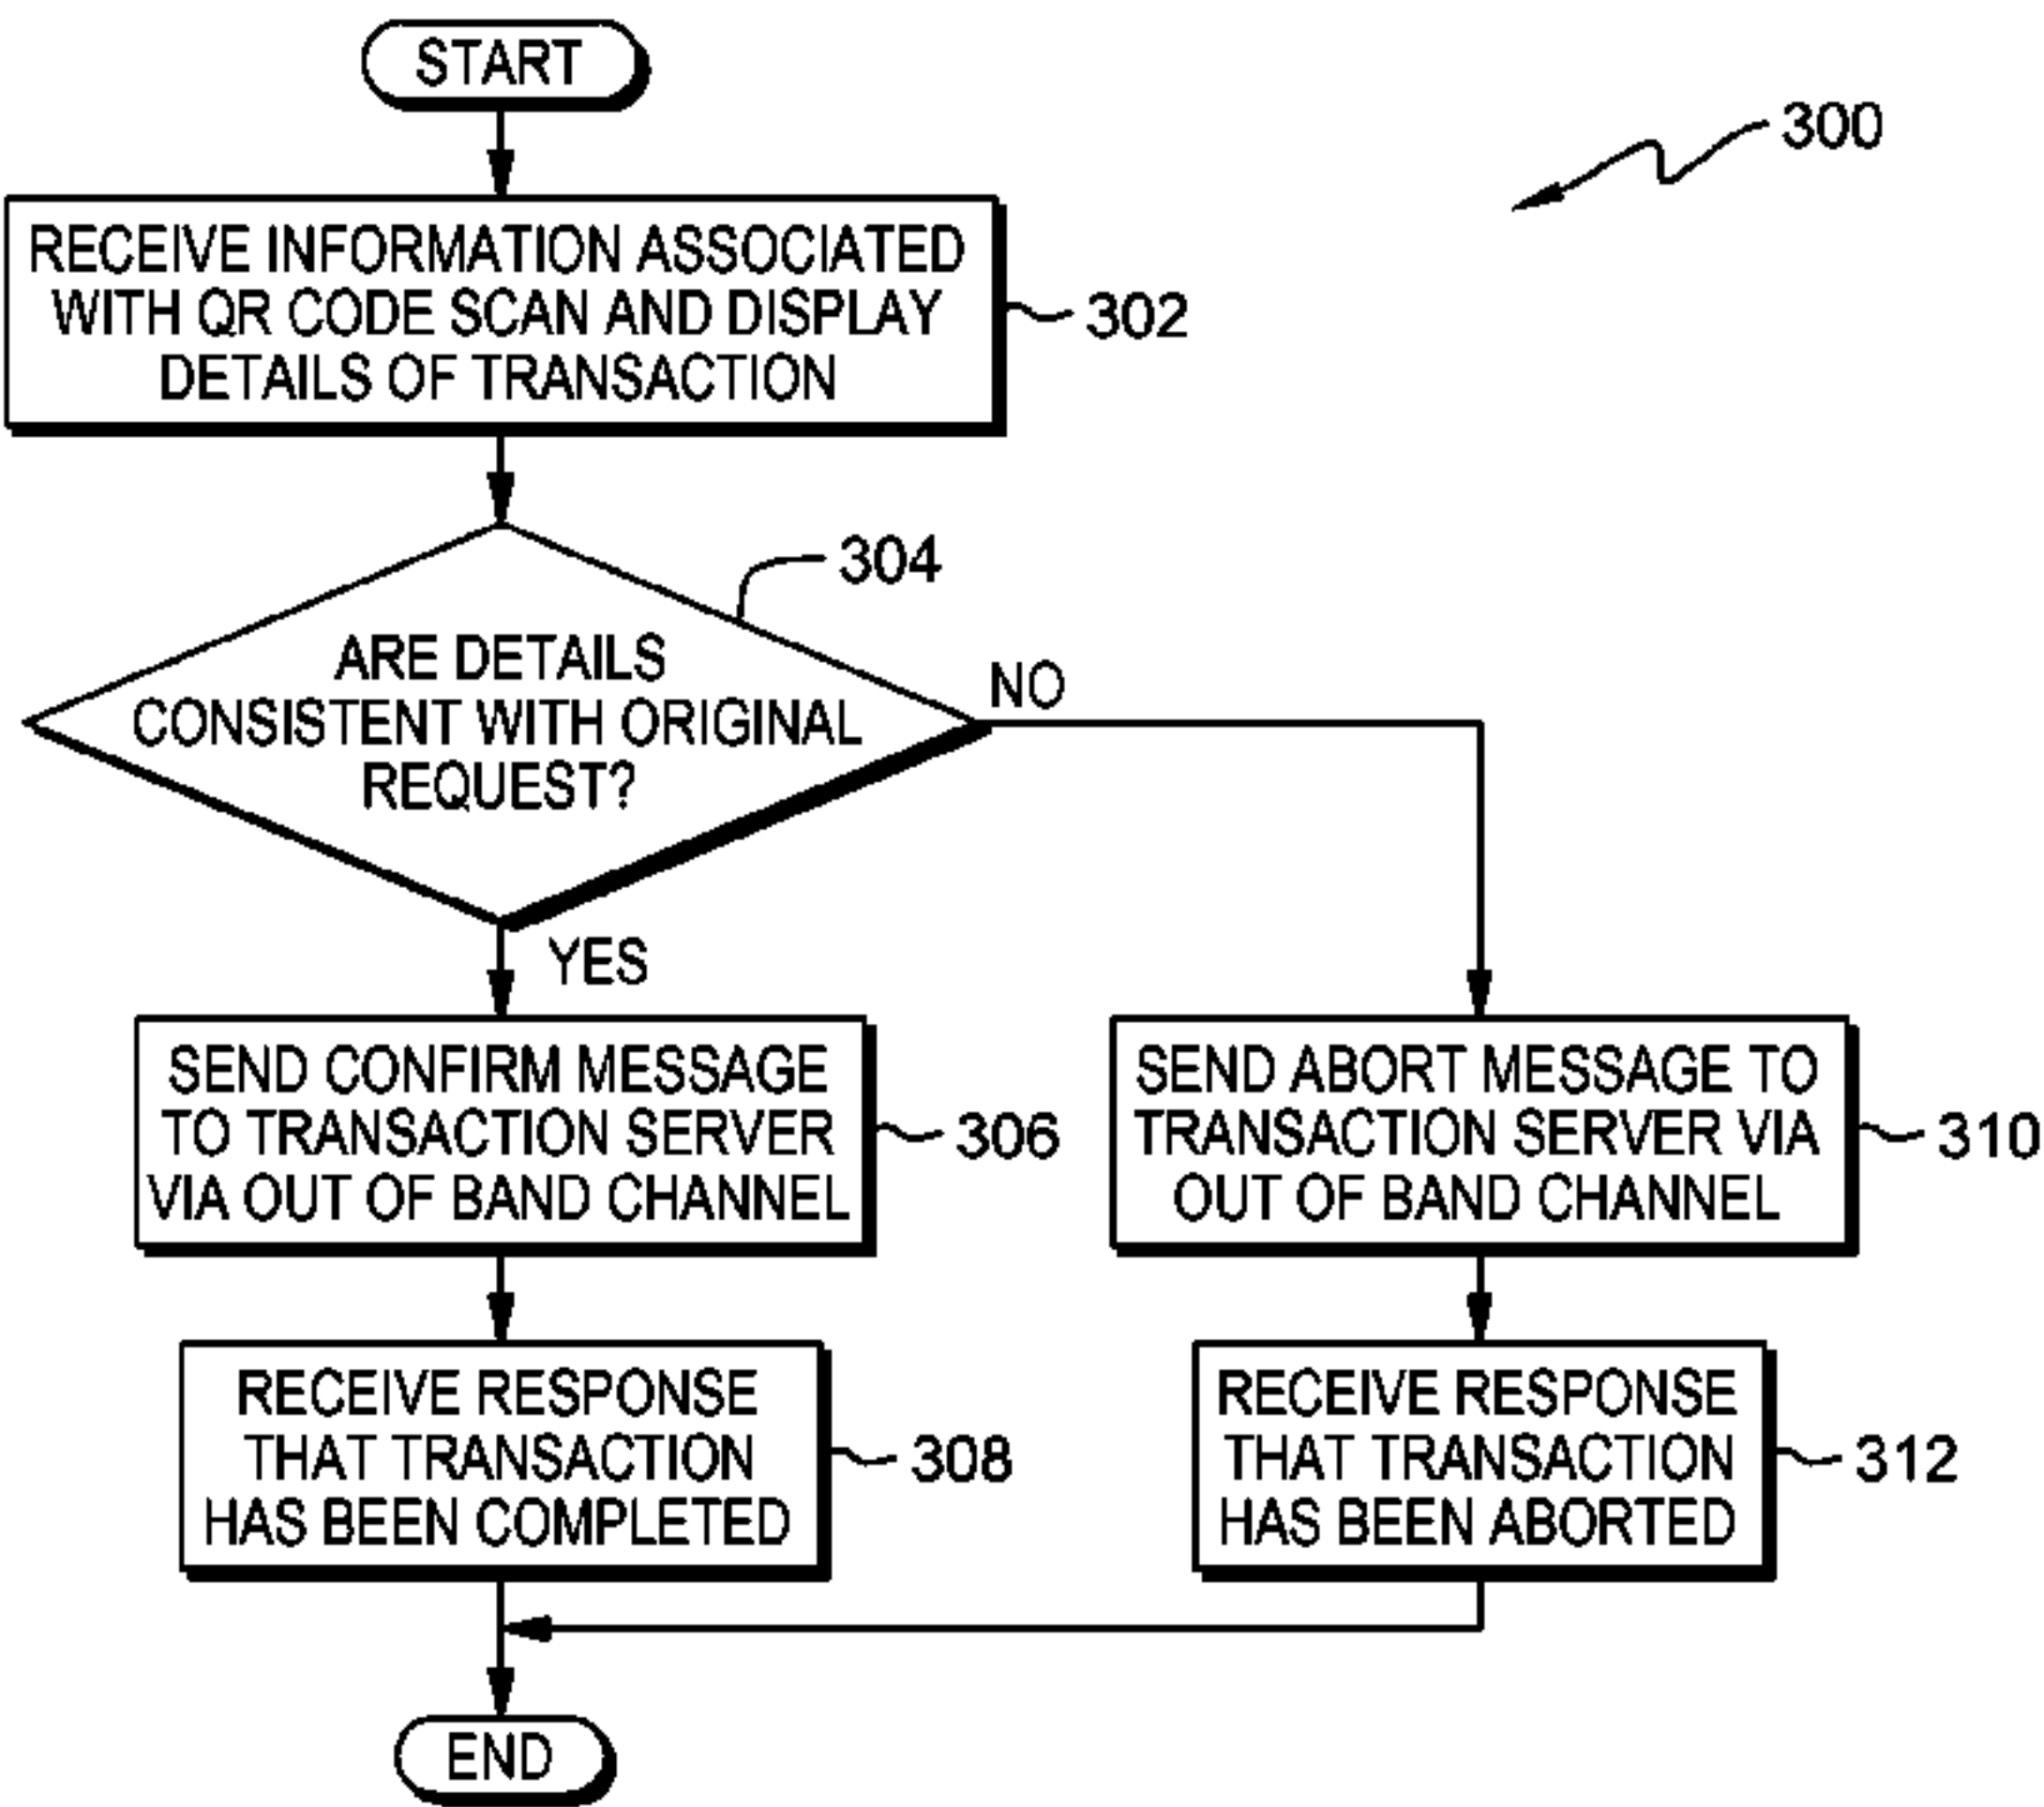 START
300
RECEIVE INFORMATION ASSOCIATED
WITH QR CODE SCAN AND DISPLAY
DETAILS OF TRANSACTION
302
304
ARE DETAILS
CONSISTENT WITH ORIGINAL
REQUEST?
NO
YES
SEND CONFIRM MESSAGE
TO TRANSACTION SERVER
VIA OUT OF BAND CHANNEL
306
SEND ABORT MESSAGE TO
TRANSACTION SERVER VIA
OUT OF BAND CHANNEL
310
RECEIVE RESPONSE
THAT TRANSACTION
HAS BEEN COMPLETED
308
RECEIVE RESPONSE
THAT TRANSACTION
HAS BEEN ABORTED
312
END